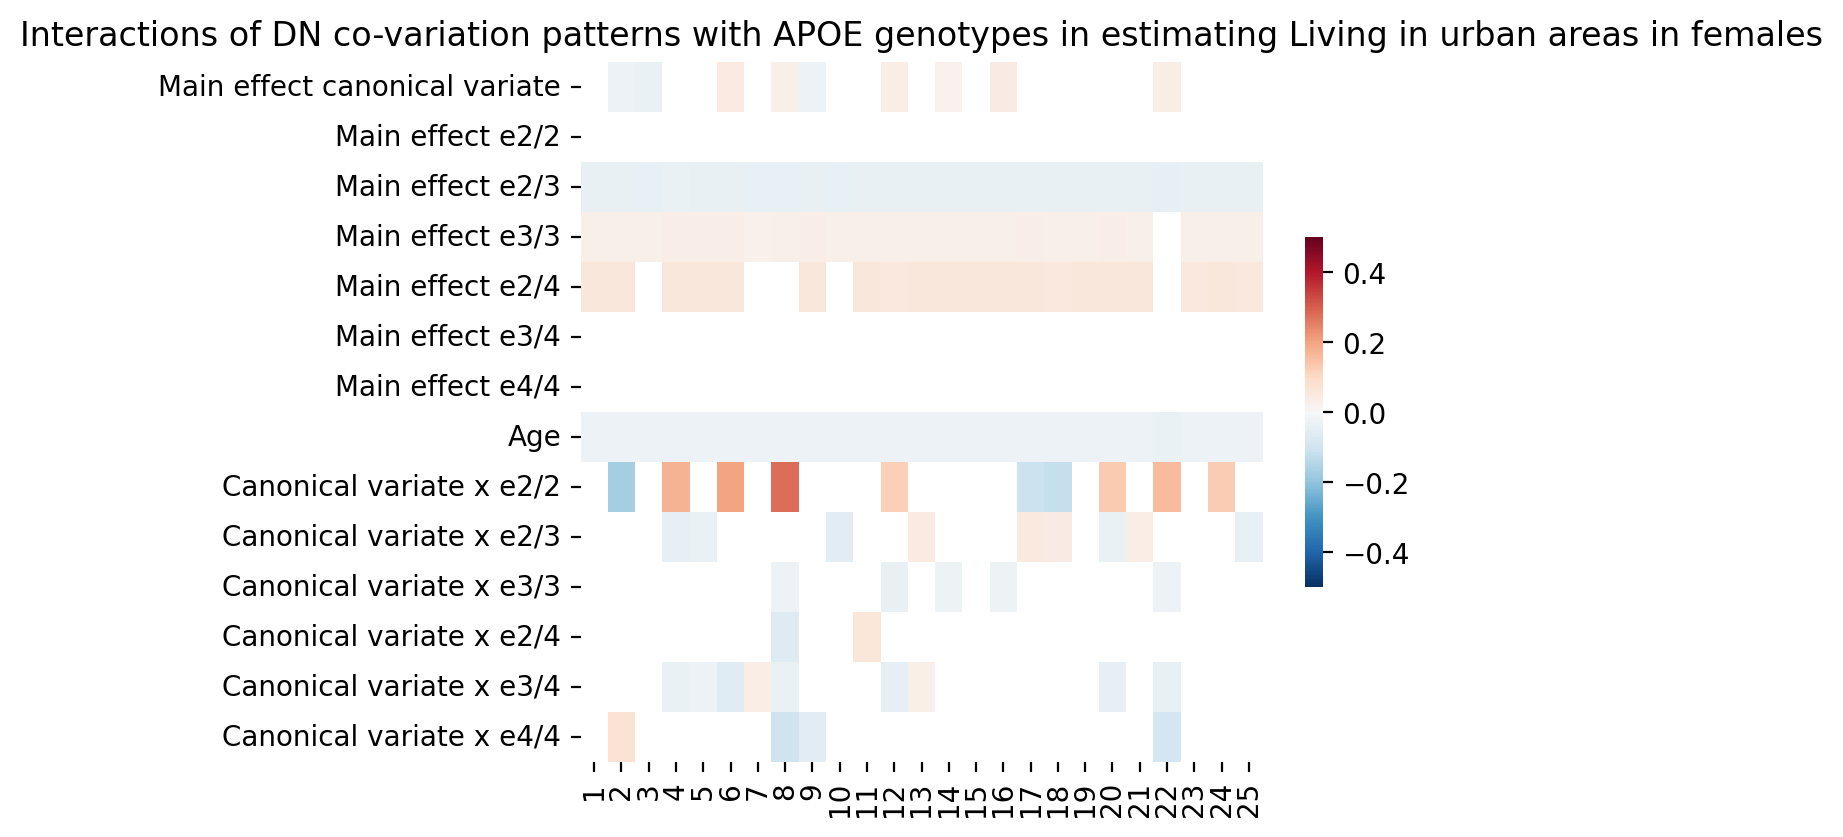 Interactions of DN co-variation patterns with APOE genotypes in estimating Living in urban areas in females
Main effect canonical variate
Main effect e2/2
Main effect e2/3
Main effect e3/3
Main effect e2/4
Main effect e3/4
Main effect e4/4
Age
Canonical variate x e2/2
Canonical variate x e2/3
Canonical variate x e3/3
Canonical variate x e2/4
Canonical variate x e3/4
Canonical variate x e4/4
1
2
3
4
5
6
7
8
9
10
11
12
13
14
15
16
17
18
19
20
21
22
23
24
25
0.4
0.2
0.0
−0.2
−0.4